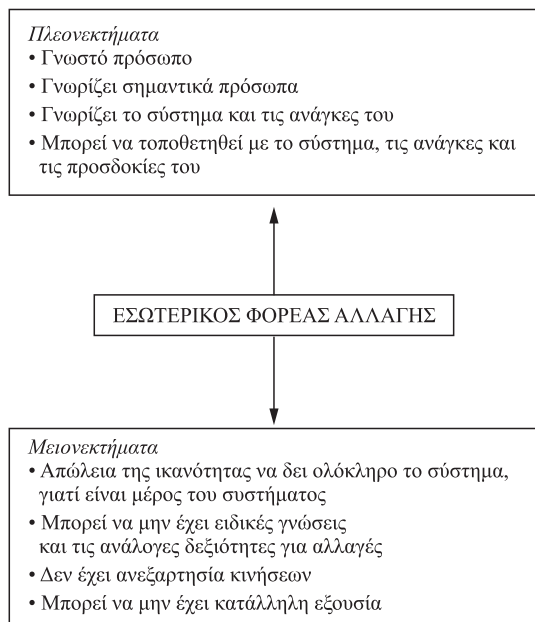 Πλεονεκτήματα
• Γνωστό πρόσωπο
• Γνωρίζει σημαντικά πρόσωπα
• Γνωρίζει το σύστημα και τις ανάγκες του
• Μπορεί να τοποθετηθεί με το σύστημα, τις ανάγκες και
τις προσδοκίες του
ΕΣΩΤΕΡΙΚΟΣ ΦΟΡΕΑΣ ΑΛΛΑΓΗΣ
Μειονεκτήματα
• Απώλεια της ικανότητας να δει ολόκληρο το σύστημα,
γιατί είναι μέρος του συστήματος
• Μπορεί να μην έχει ειδικές γνώσεις
και τις ανάλογες δεξιότητες για αλλαγές
• Δεν έχει ανεξαρτησία κινήσεων
• Μπορεί να μην έχει κατάλληλη εξουσία